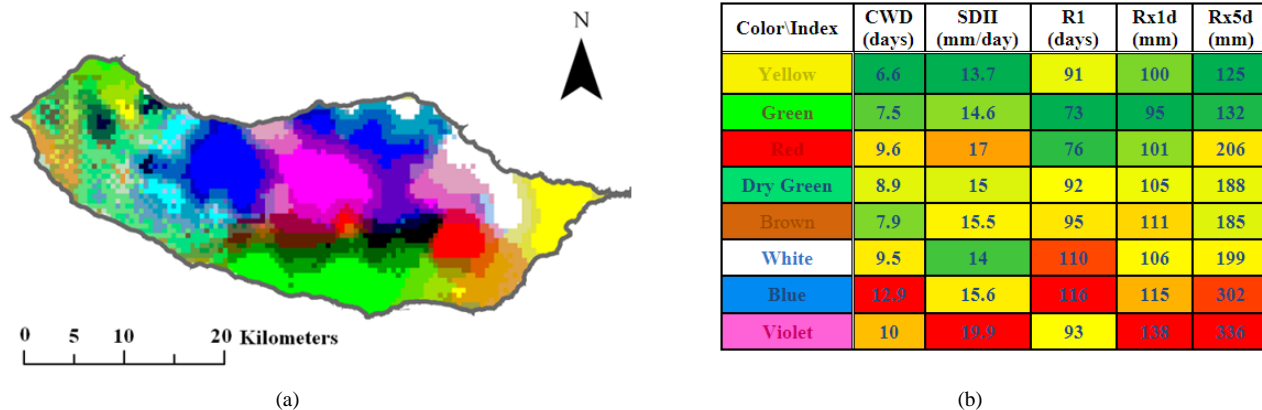 N
0 5 10 20 Kilometers
(a)
Color\Index CWD (days) SDII (mm/day) R1 (days) Rx1d (mm) Rx5d (mm)
Yellow 6.6 13.7 91 100 125
Green 7.5 14.6 73 95 132
Red 9.6 17 76 101 206
Dry Green 8.9 15 92 105 188
Brown 7.9 15.5 95 111 185
White 9.5 14 110 106 199
Blue 12.9 15.6 116 115 302
Violet 10 19.9 93 138 336
(b)